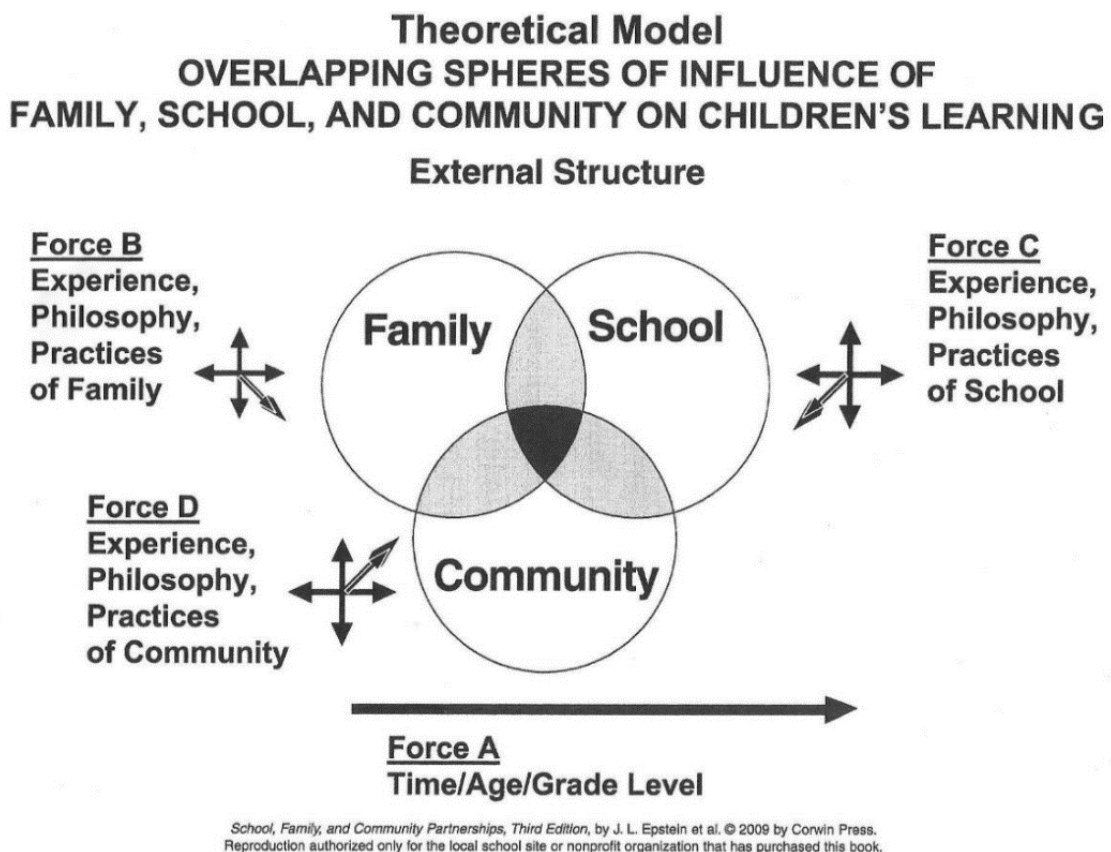 Theoretical Model
OVERLAPPING SPHERES OF INFLUENCE OF
FAMILY, SCHOOL, AND COMMUNITY ON CHILDREN'S LEARNING
External Structure
Force B
Experience,
Philosophy,
Practices
of Family
Family
School
Force C
Experience,
Philosophy,
Practices
of School
Force D
Experience,
Philosophy,
Practices
of Community
Community
Force A
Time/Age/Grade Level
School, Family, and Community Partnerships, Third Edition, by J. L. Epstein et al. © 2009 by Corwin Press.
Reproduction authorized only for the local school site or nonprofit organization that has purchased this book.